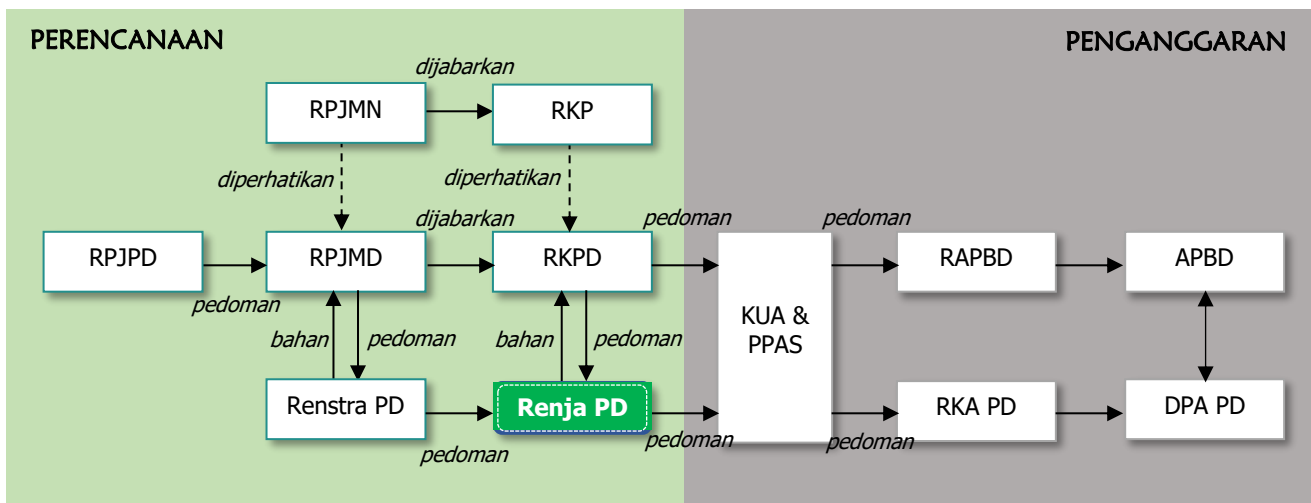 PERENCANAAN
PENGANGGARAN
dijabarkan
RPJMN
RKP
diperhatikan
diperhatikan
dijabarkan
pedoman
pedoman
RPJPD
RPJMD
RKPD
RAPBD
APBD
pedoman
KUA &
PPAS
bahan
pedoman
bahan
pedoman
Renstra PD
Renja PD
RKA PD
DPA PD
pedoman
pedoman
pedoman